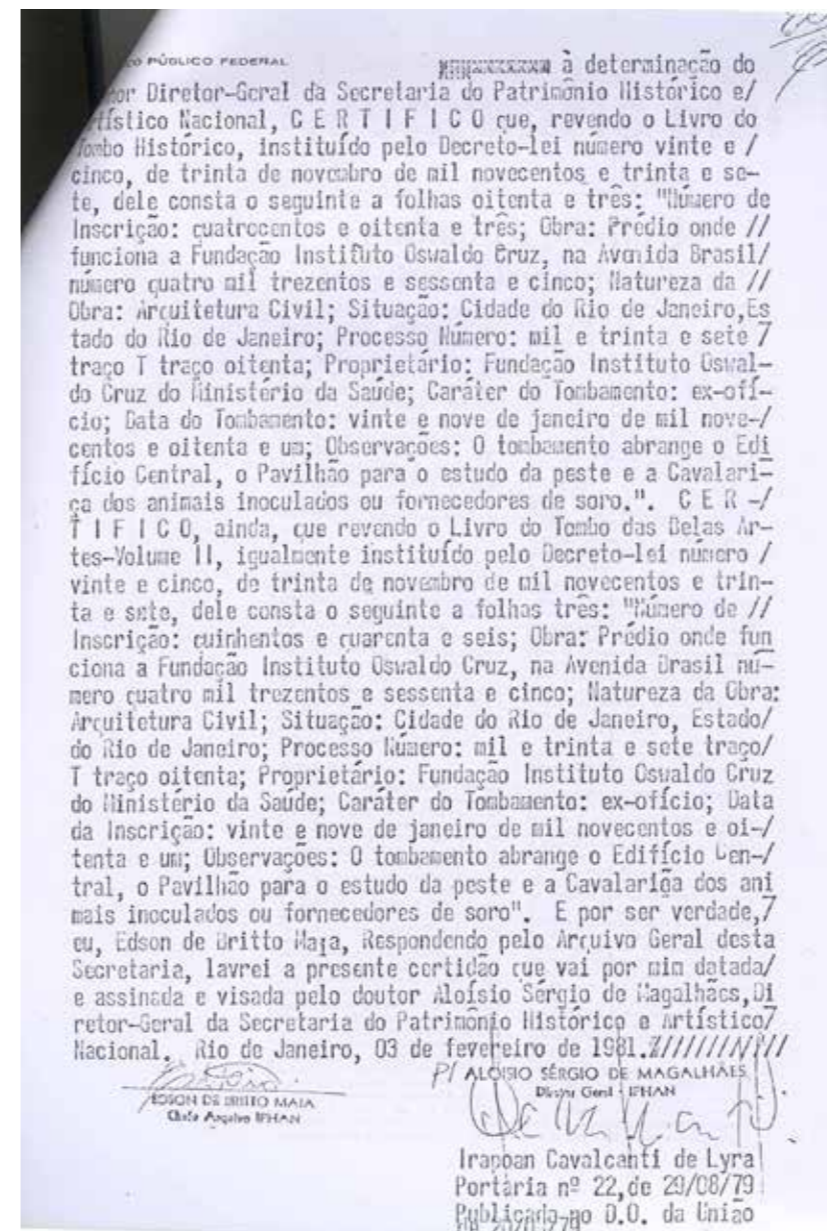 PÚBLICO FEDERAL
à determinação do
Diretor-Geral da Secretaria do Patrimônio Histórico e/
Nacional, C E R T I F I C O que, revendo o Livro do
Tombo Histórico, instituído pelo Decreto-lei número vinte e /
cinco, de trinta de novembro de mil novecentos e trinta e se-
te, dele consta o seguinte a folhas oitenta e três: "Número de
Inscrição: quatrocentos e oitenta e três; Obra: Prédio onde //
funciona a Fundação Instituto Oswaldo Cruz, na Avenida Brasil/
número quatro mil trezentos e sessenta e cinco; Natureza da //
Obra: Arquitetura Civil; Situação: Cidade do Rio de Janeiro,Es
tado do Rio de Janeiro; Processo Número: mil e trinta e sete /
traço T traço oitenta; Proprietário: Fundação Instituto Oswal-
do Cruz do Ministério da Saúde; Caráter do Tombamento: ex-ofí-
cio; Data do Tombamento: vinte e nove de janeiro de mil nove-/
centos e oitenta e um; Observações: O tombamento abrange o Edi
fício Central, o Pavilhão para o estudo da peste e a Cavalari-
ça dos animais inoculados ou fornecedores de soro.". C E R -/
T I F I C O, ainda, que revendo o Livro do Tombo das Belas Ar-
tes-Volume II, igualmente instituído pelo Decreto-lei número /
vinte e cinco, de trinta de novembro de mil novecentos e trin-
ta e sete, dele consta o seguinte a folhas três: "Número de //
Inscrição: quinhentos e quarenta e seis; Obra: Prédio onde fun
ciona a Fundação Instituto Oswaldo Cruz, na Avenida Brasil nú-
mero quatro mil trezentos e sessenta e cinco; Natureza da Obra:
Arquitetura Civil; Situação: Cidade do Rio de Janeiro, Estado/
do Rio de Janeiro; Processo Número: mil e trinta e sete traço/
T traço oitenta; Proprietário: Fundação Instituto Oswaldo Cruz
do Ministério da Saúde; Caráter do Tombamento: ex-ofício; Data
da Inscrição: vinte e nove de janeiro de mil novecentos e oi-/
tenta e um; Observações: O tombamento abrange o Edifício Cen-/
tral, o Pavilhão para o estudo da peste e a Cavalariça dos ani
mais inoculados ou fornecedores de soro". E por ser verdade,/
eu, Edson de Britto Maia, Respondendo pelo Arquivo Geral desta
Secretaria, lavrei a presente certidão que vai por mim datada/
e assinada e visada pelo doutor Aloísio Sérgio de Magalhães,Di
retor-Geral da Secretaria do Patrimônio Histórico e Artístico/
Nacional. Rio de Janeiro, 03 de fevereiro de 1981.///////////
P/ ALOISIO SÉRGIO DE MAGALHÃES
Diretor Geral - IPHAN
EDSON DE BRITTO MAIA
Chefe Arquivo IPHAN
Irapoan Cavalcanti de Lyra
Portaria nº 22,de 29/08/79
Publicada no D.O. da União